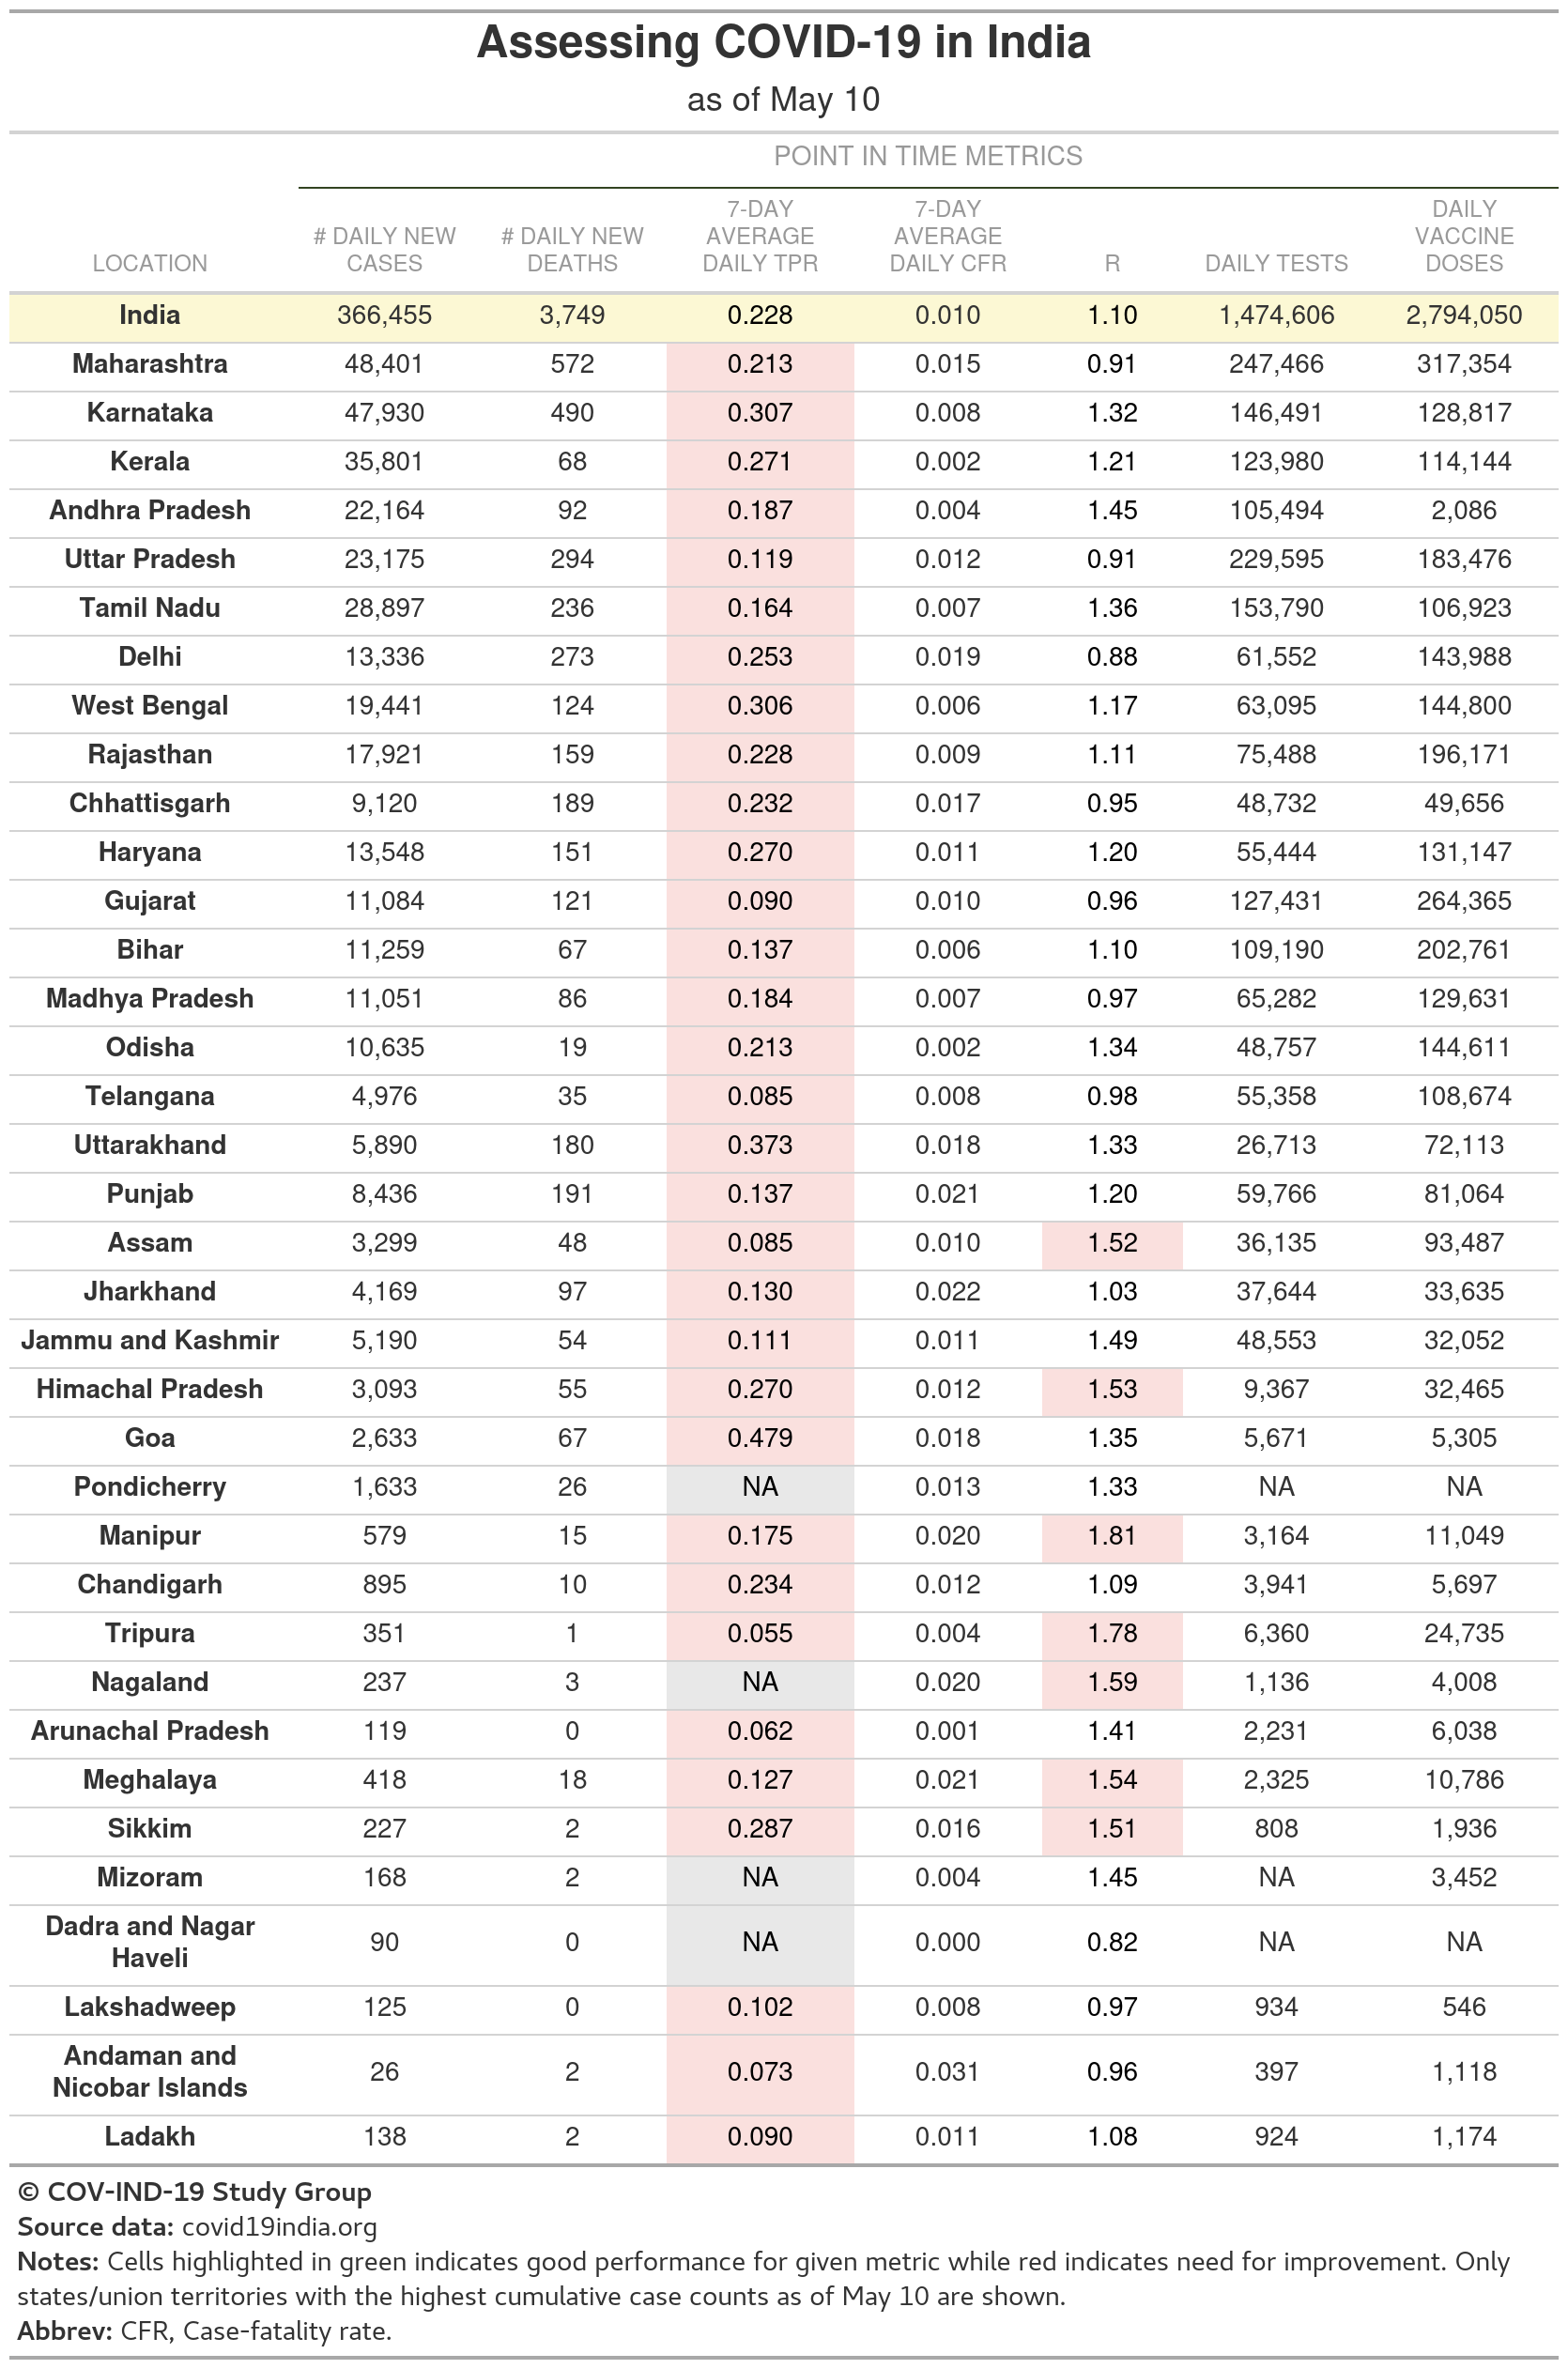 Assessing COVID-19 in India
as of May 10
POINT IN TIME METRICS
LOCATION # DAILY NEW CASES # DAILY NEW DEATHS 7-DAY AVERAGE DAILY TPR 7-DAY AVERAGE DAILY CFR R DAILY TESTS DAILY VACCINE DOSES
India 366,455 3,749 0.228 0.010 1.10 1,474,606 2,794,050
Maharashtra 48,401 572 0.213 0.015 0.91 247,466 317,354
Karnataka 47,930 490 0.307 0.008 1.32 146,491 128,817
Kerala 35,801 68 0.271 0.002 1.21 123,980 114,144
Andhra Pradesh 22,164 92 0.187 0.004 1.45 105,494 2,086
Uttar Pradesh 23,175 294 0.119 0.012 0.91 229,595 183,476
Tamil Nadu 28,897 236 0.164 0.007 1.36 153,790 106,923
Delhi 13,336 273 0.253 0.019 0.88 61,552 143,988
West Bengal 19,441 124 0.306 0.006 1.17 63,095 144,800
Rajasthan 17,921 159 0.228 0.009 1.11 75,488 196,171
Chhattisgarh 9,120 189 0.232 0.017 0.95 48,732 49,656
Haryana 13,548 151 0.270 0.011 1.20 55,444 131,147
Gujarat 11,084 121 0.090 0.010 0.96 127,431 264,365
Bihar 11,259 67 0.137 0.006 1.10 109,190 202,761
Madhya Pradesh 11,051 86 0.184 0.007 0.97 65,282 129,631
Odisha 10,635 19 0.213 0.002 1.34 48,757 144,611
Telangana 4,976 35 0.085 0.008 0.98 55,358 108,674
Uttarakhand 5,890 180 0.373 0.018 1.33 26,713 72,113
Punjab 8,436 191 0.137 0.021 1.20 59,766 81,064
Assam 3,299 48 0.085 0.010 1.52 36,135 93,487
Jharkhand 4,169 97 0.130 0.022 1.03 37,644 33,635
Jammu and Kashmir 5,190 54 0.111 0.011 1.49 48,553 32,052
Himachal Pradesh 3,093 55 0.270 0.012 1.53 9,367 32,465
Goa 2,633 67 0.479 0.018 1.35 5,671 5,305
Pondicherry 1,633 26 NA 0.013 1.33 NA NA
Manipur 579 15 0.175 0.020 1.81 3,164 11,049
Chandigarh 895 10 0.234 0.012 1.09 3,941 5,697
Tripura 351 1 0.055 0.004 1.78 6,360 24,735
Nagaland 237 3 NA 0.020 1.59 1,136 4,008
Arunachal Pradesh 119 0 0.062 0.001 1.41 2,231 6,038
Meghalaya 418 18 0.127 0.021 1.54 2,325 10,786
Sikkim 227 2 0.287 0.016 1.51 808 1,936
Mizoram 168 2 NA 0.004 1.45 NA 3,452
Dadra and Nagar Haveli 90 0 NA 0.000 0.82 NA NA
Lakshadweep 125 0 0.102 0.008 0.97 934 546
Andaman and Nicobar Islands 26 2 0.073 0.031 0.96 397 1,118
Ladakh 138 2 0.090 0.011 1.08 924 1,174
© COV-IND-19 Study Group
Source data: covid19india.org
Notes: Cells highlighted in green indicates good performance for given metric while red indicates need for improvement. Only
states/union territories with the highest cumulative case counts as of May 10 are shown.
Abbrev: CFR, Case-fatality rate.